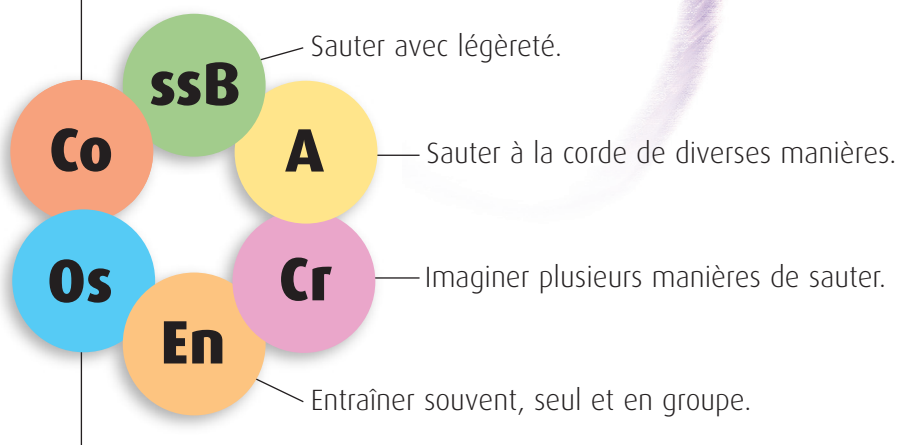 ssB
Sauter avec légèreté.
Co
A
Sauter à la corde de diverses manières.
Os
Cr
Imaginer plusieurs manières de sauter.
En
Entraîner souvent, seul et en groupe.